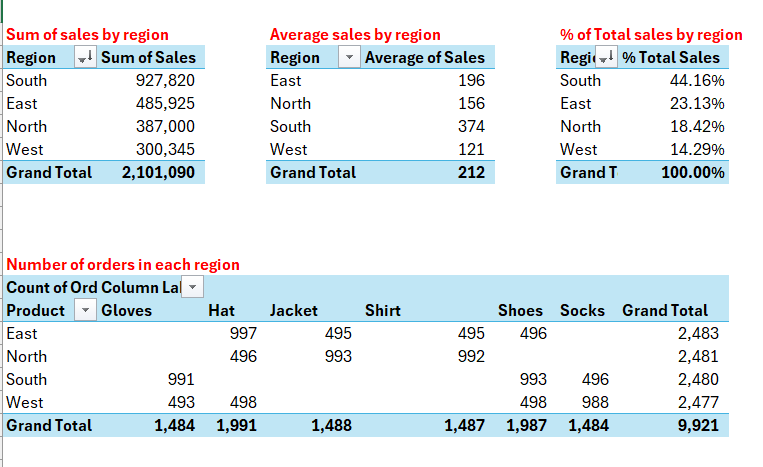 Sum of sales by region Average sales by region % of Total sales by region
Region Sum of Sales Region Average of Sales Regi % Total Sales
South 927,820 East 196 South 44.16%
East 485,925 North 156 East 23.13%
North 387,000 South 374 North 18.42%
West 300,345 West 121 West 14.29%
Grand Total 2,101,090 Grand Total 212 Grand T 100.00%
Number of orders in each region
Count of Ord Column La
Product Gloves Hat Jacket Shirt Shoes Socks Grand Total
East 997 495 495 496 2,483
North 496 993 992 2,481
South 991 993 496 2,480
West 493 498 498 988 2,477
Grand Total 1,484 1,991 1,488 1,487 1,987 1,484 9,921